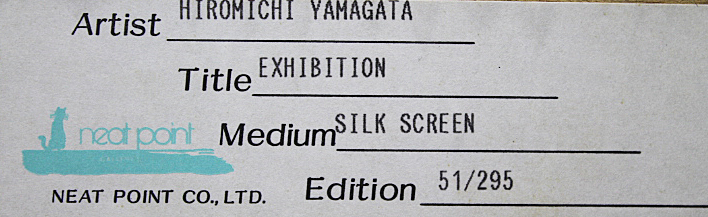 Artist HIROMICHI YAMAGATA
Title EXHIBITION
neat point
Medium SILK SCREEN
NEAT POINT CO., LTD.
Edition 51/295